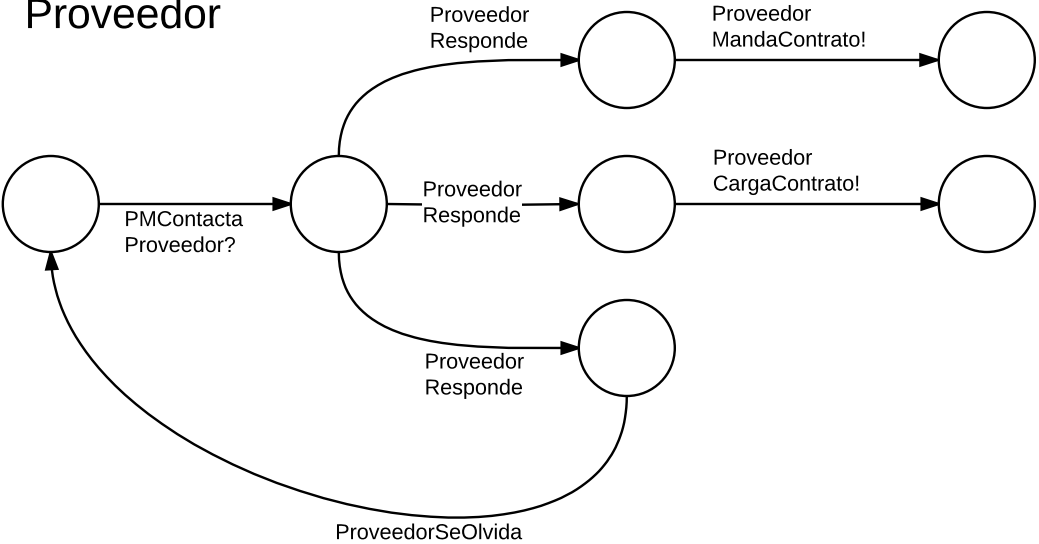 Proveedor
Proveedor
Responde
Proveedor
MandaContrato!
PMContacta
Proveedor?
Proveedor
Responde
Proveedor
CargaContrato!
Proveedor
Responde
ProveedorSeOlvida